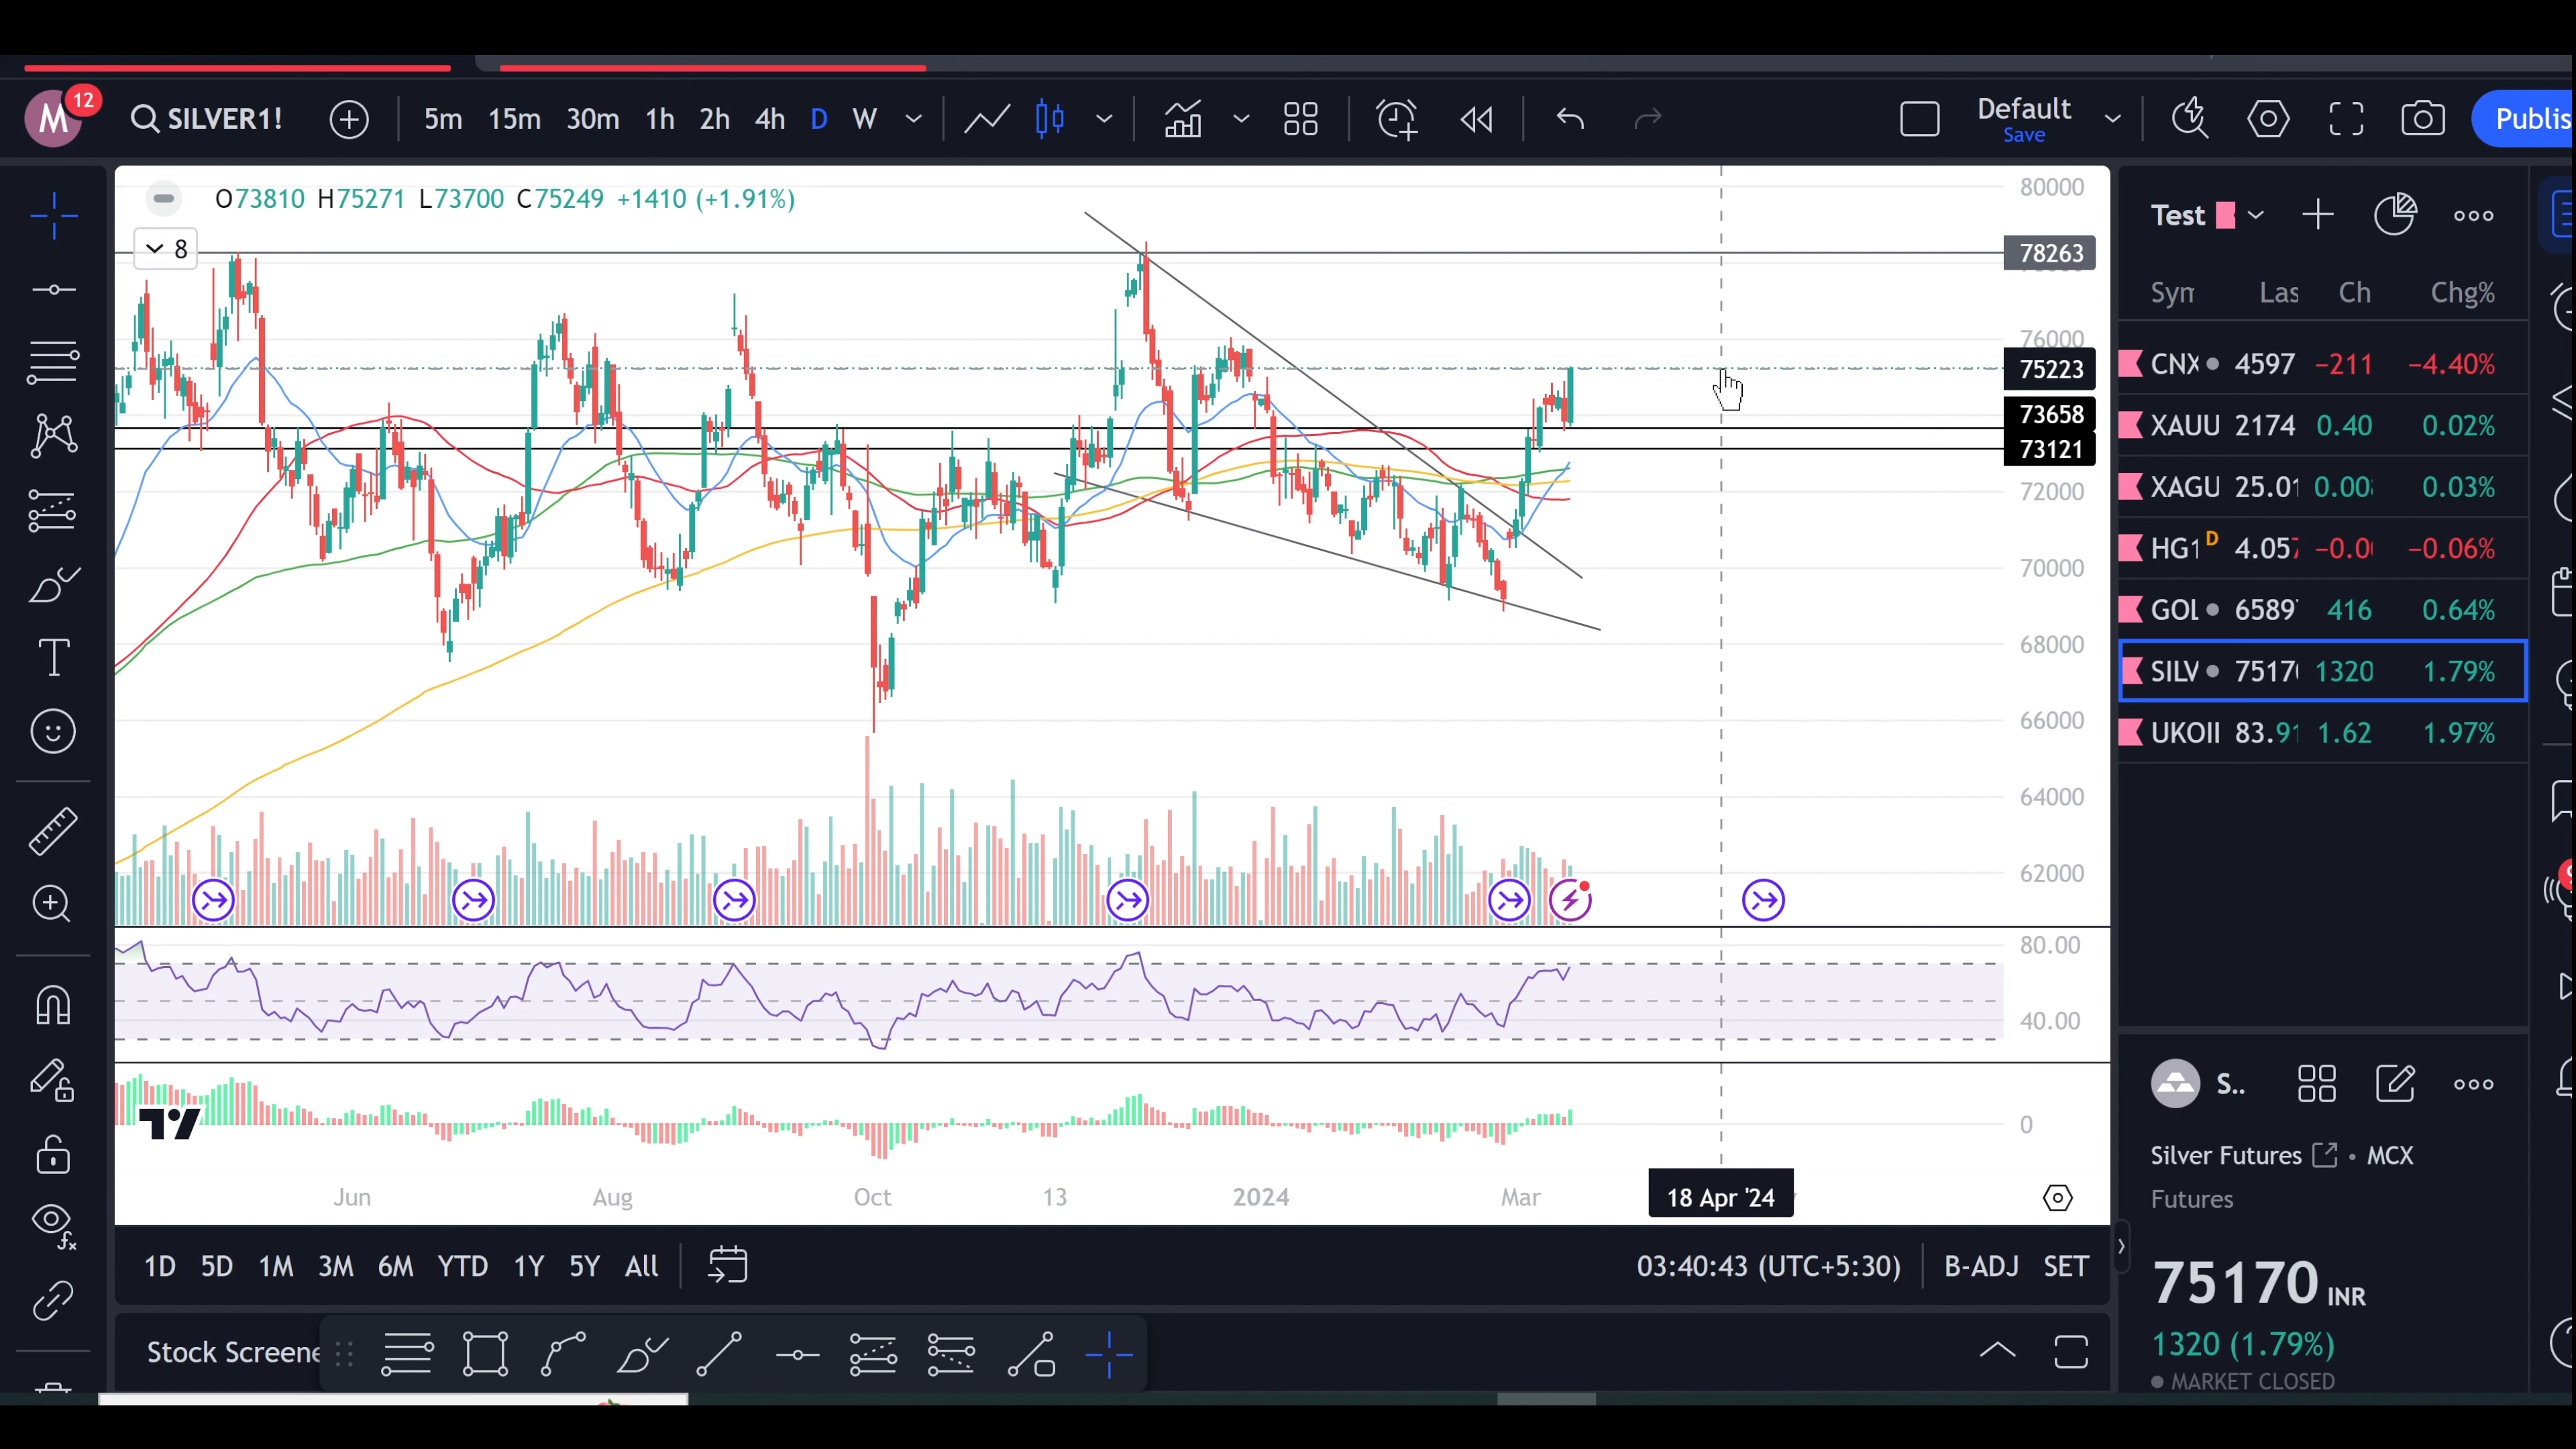 M 12 SILVER1! 5m 15m 30m 1h 2h 4h D W Default Publis
Save
O73810 H75271 L73700 C75249 +1410 (+1.91%)
8
80000
78263
76000
75223
73658
73121
72000
70000
68000
66000
64000
62000
80.00
40.00
0
Jun Aug Oct 13 2024 Mar 18 Apr '24
1D 5D 1M 3M 6M YTD 1Y 5Y All 03:40:43 (UTC+5:30) B-ADJ SET
Stock Screene
Test
Syn Las Ch Chg%
CNX 4597 −211 −4.40%
XAUU 2174 0.40 0.02%
XAGU 25.01 0.00 0.03%
HG1 D 4.057 −0.0 −0.06%
GOL 6589 416 0.64%
SILV 7517 1320 1.79%
UKOII 83.91 1.62 1.97%
S..
Silver Futures • MCX
Futures
75170 INR
1320 (1.79%)
MARKET CLOSED